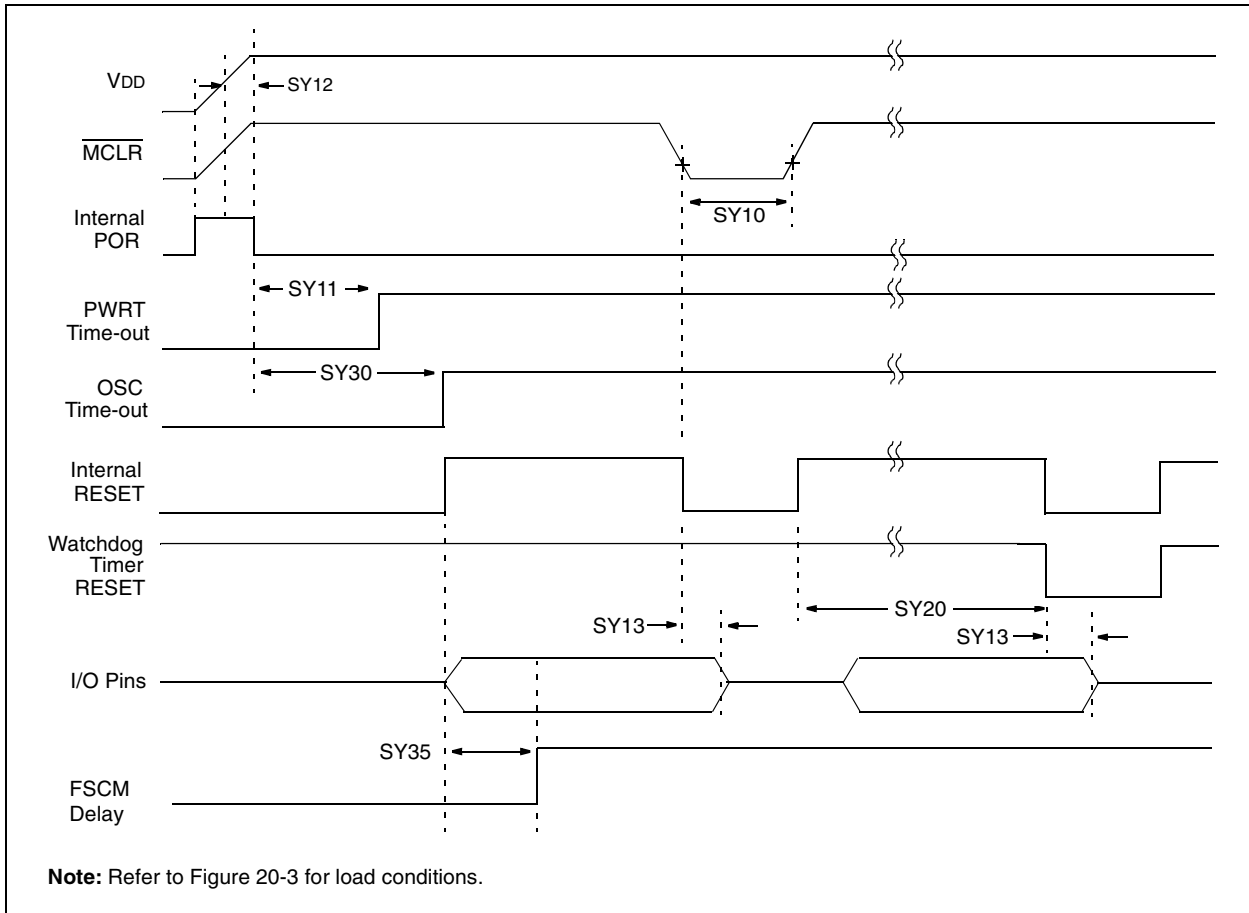 VDD
SY12
MCLR
SY10
Internal
POR
SY11
PWRT
Time-out
SY30
OSC
Time-out
Internal
RESET
Watchdog
Timer
RESET
SY20
SY13
SY13
I/O Pins
SY35
FSCM
Delay
Note: Refer to Figure 20-3 for load conditions.